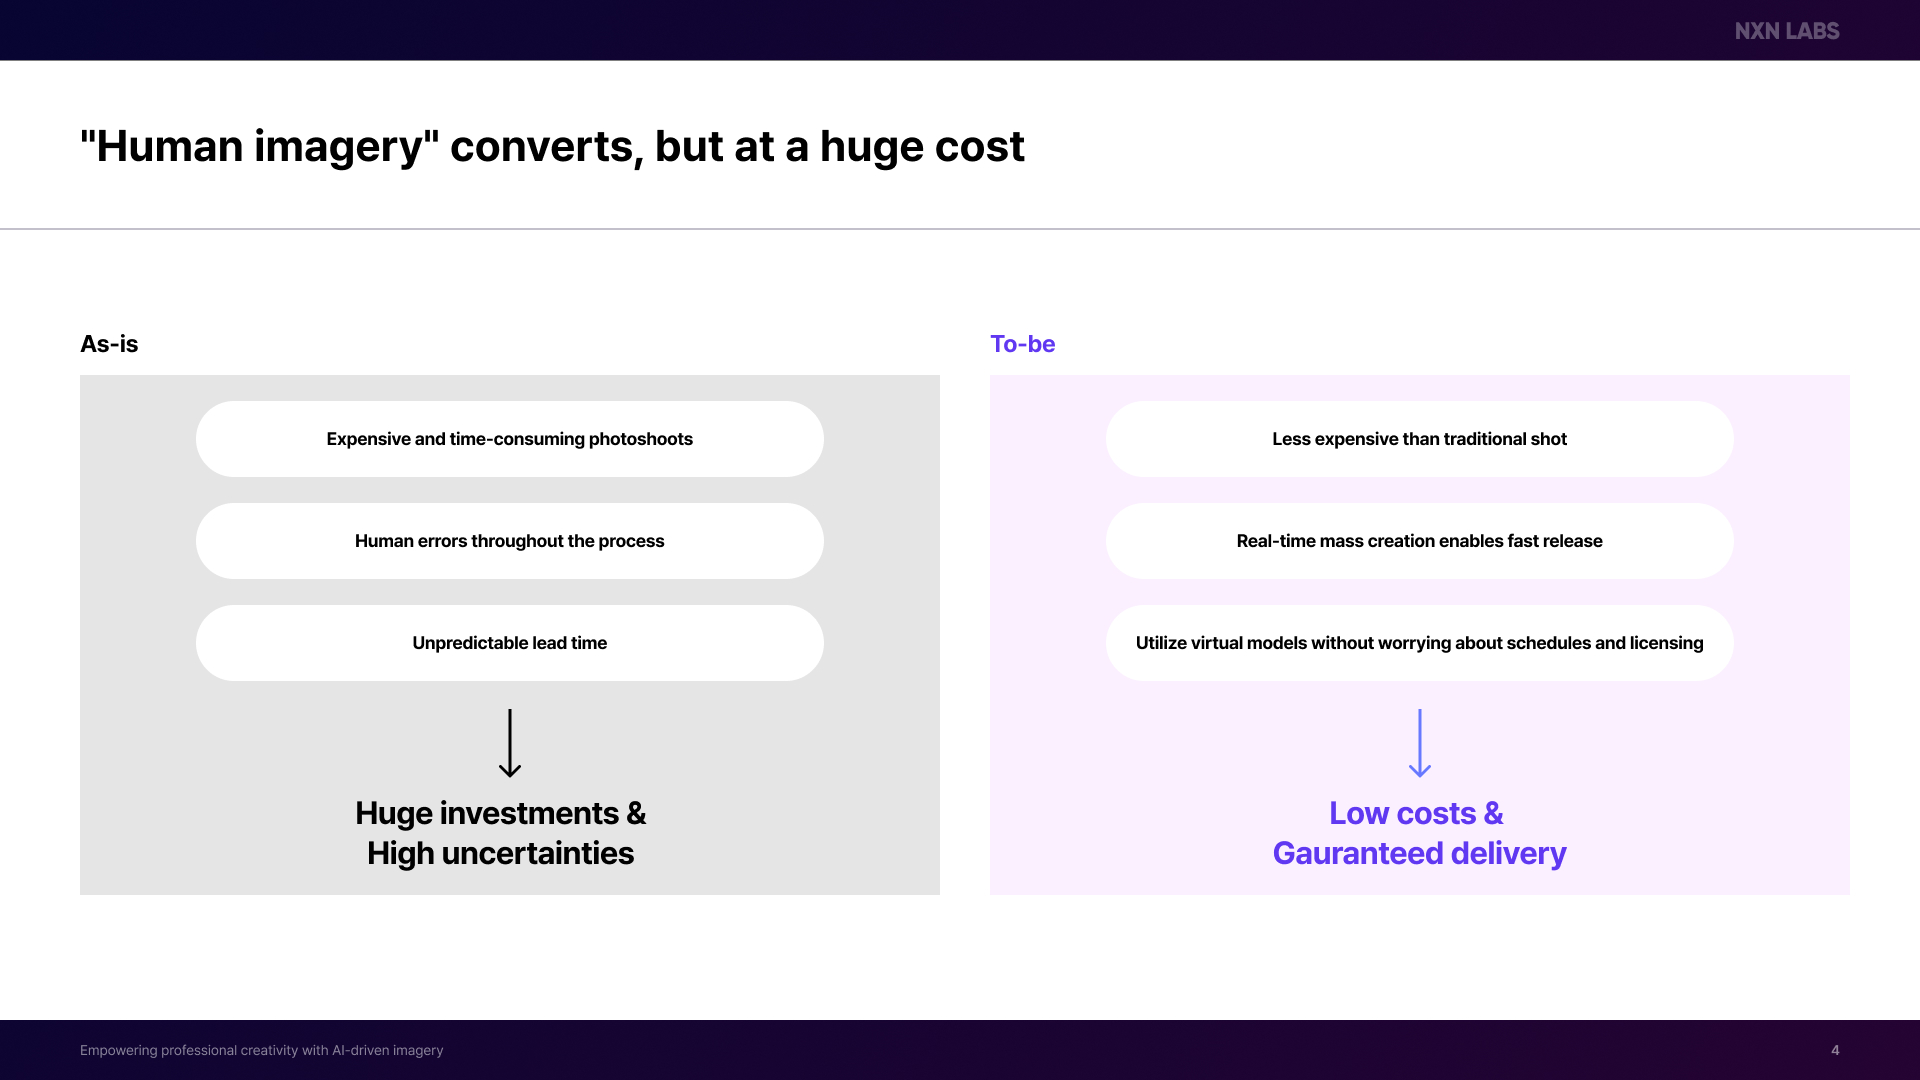 NXN LABS
"Human imagery" converts, but at a huge cost
As-is
Expensive and time-consuming photoshoots
Human errors throughout the process
Unpredictable lead time
Huge investments &
High uncertainties
To-be
Less expensive than traditional shot
Real-time mass creation enables fast release
Utilize virtual models without worrying about schedules and licensing
Low costs &
Gauranteed delivery
Empowering professional creativity with AI-driven imagery
4